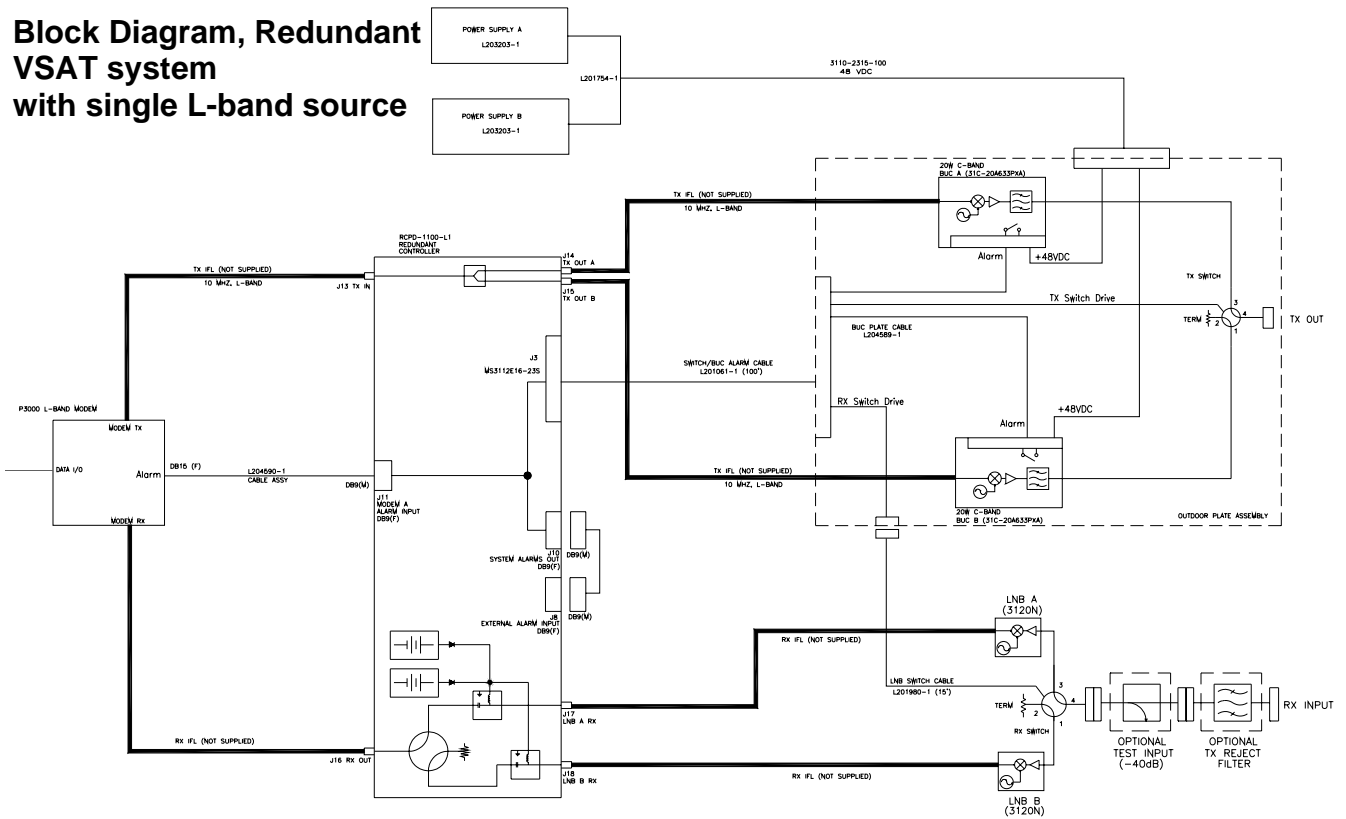 Block Diagram, Redundant
VSAT system
with single L-band source
POWER SUPPLY A
L203203-1
POWER SUPPLY B
L203203-1
L201754-1
3110-2315-100
48 VDC
20W C-BAND
BUC A (31C-20A633PXA)
Alarm
+48VDC
TX IFL (NOT SUPPLIED)
10 MHZ, L-BAND
RCPD-1100-L1
REDUNDANT
CONTROLLER
J14
TX OUT A
J15
TX OUT B
TX IFL (NOT SUPPLIED)
10 MHZ, L-BAND
J13 TX IN
TX SWITCH
TX Switch Drive
TERM
3
4
2
1
TX OUT
BUC PLATE CABLE
L204589-1
J3
MS3112E16-23S
SWITCH/BUC ALARM CABLE
L201061-1 (100')
RX Switch Drive
+48VDC
Alarm
P3000 L-BAND MODEM
MODEM TX
DATA I/O
Alarm
MODEM RX
DB15 (F)
L204590-1
CABLE ASSY
DB9(M)
J11
MODEM A
ALARM INPUT
DB9(F)
TX IFL (NOT SUPPLIED)
10 MHZ, L-BAND
20W C-BAND
BUC B (31C-20A633PXA)
OUTDOOR PLATE ASSEMBLY
J10
SYSTEM ALARMS OUT
DB9(F)
DB9(M)
J8
EXTERNAL ALARM INPUT
DB9(F)
DB9(M)
LNB A
(3120N)
RX IFL (NOT SUPPLIED)
LNB SWITCH CABLE
L201980-1 (15')
TERM
3
4
2
1
RX SWITCH
RX INPUT
OPTIONAL
TEST INPUT
(-40dB)
OPTIONAL
TX REJECT
FILTER
J17
LNB A RX
RX IFL (NOT SUPPLIED)
J16 RX OUT
J18
LNB B RX
RX IFL (NOT SUPPLIED)
LNB B
(3120N)